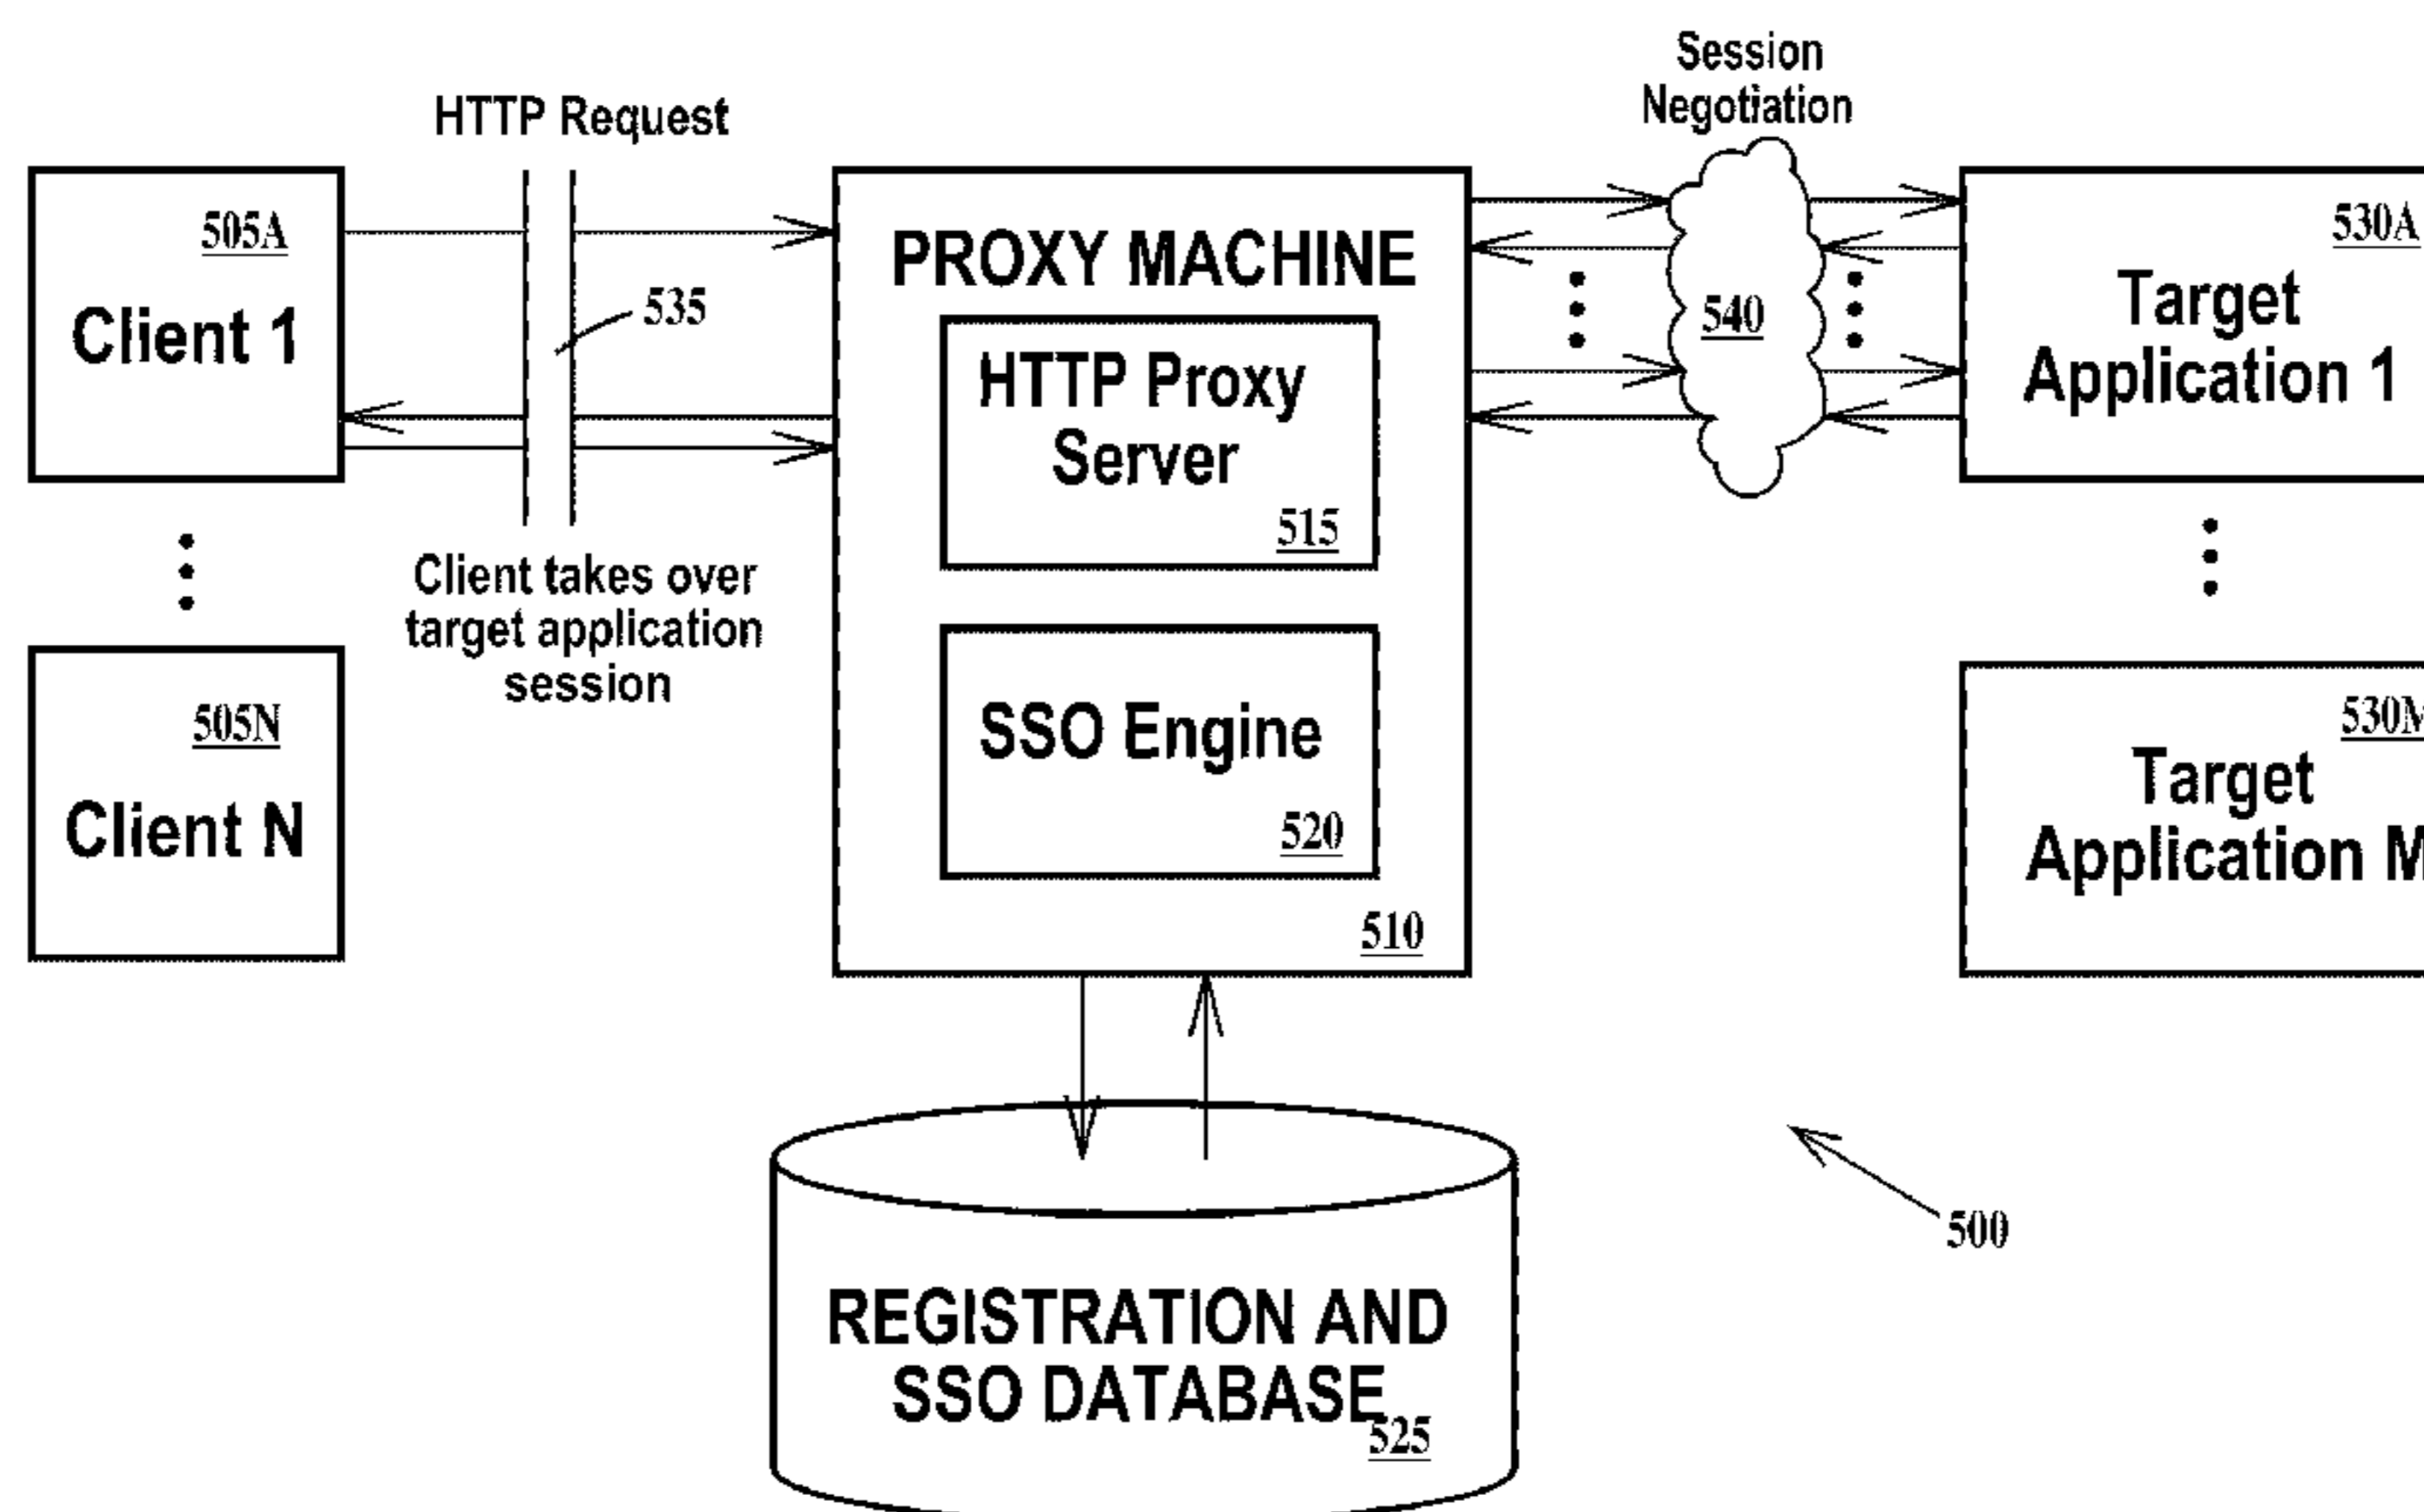 Session
Negotiation
HTTP Request
505A
Client 1
535
PROXY MACHINE
HTTP Proxy
Server
515
540
530A
Target
Application 1
Client takes over
target application
session
505N
Client N
SSO Engine
520
510
530M
Target
Application M
500
REGISTRATION AND
SSO DATABASE
525